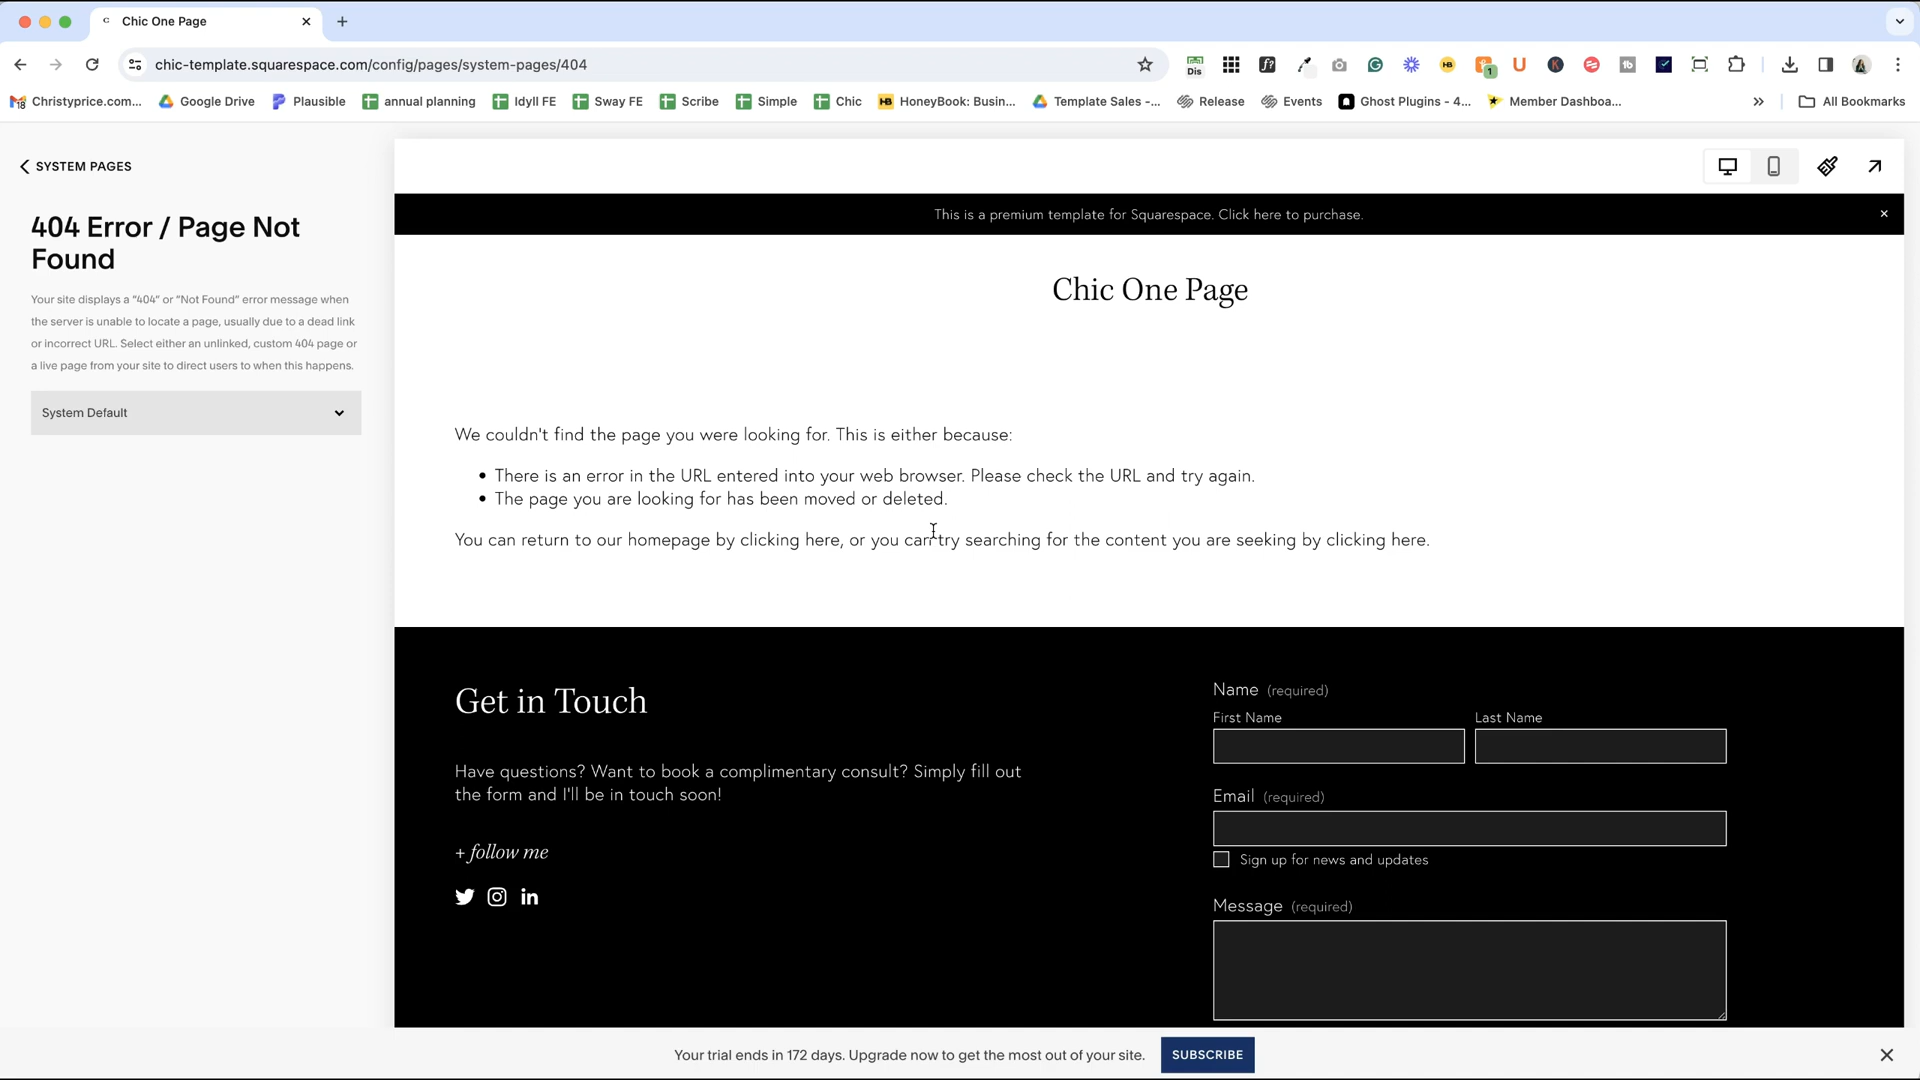 C Chic One Page
chic-template.squarespace.com/config/pages/system-pages/404
Dis
HB
1
U
K
tb
18 Christyprice.com...
Google Drive
Plausible
annual planning
Idyll FE
Sway FE
Scribe
Simple
Chic
HB HoneyBook: Busin...
Template Sales -...
Release
Events
Ghost Plugins - 4...
Member Dashboa...
All Bookmarks
SYSTEM PAGES
404 Error / Page Not
Found
Your site displays a "404" or "Not Found" error message when
the server is unable to locate a page, usually due to a dead link
or incorrect URL. Select either an unlinked, custom 404 page or
a live page from your site to direct users to when this happens.
System Default
This is a premium template for Squarespace. Click here to purchase.
Chic One Page
We couldn't find the page you were looking for. This is either because:
• There is an error in the URL entered into your web browser. Please check the URL and try again.
• The page you are looking for has been moved or deleted.
You can return to our homepage by clicking here, or you can try searching for the content you are seeking by clicking here.
Get in Touch
Have questions? Want to book a complimentary consult? Simply fill out
the form and I'll be in touch soon!
+ follow me
Name (required)
First Name
Last Name
Email (required)
Sign up for news and updates
Message (required)
Your trial ends in 172 days. Upgrade now to get the most out of your site.
SUBSCRIBE